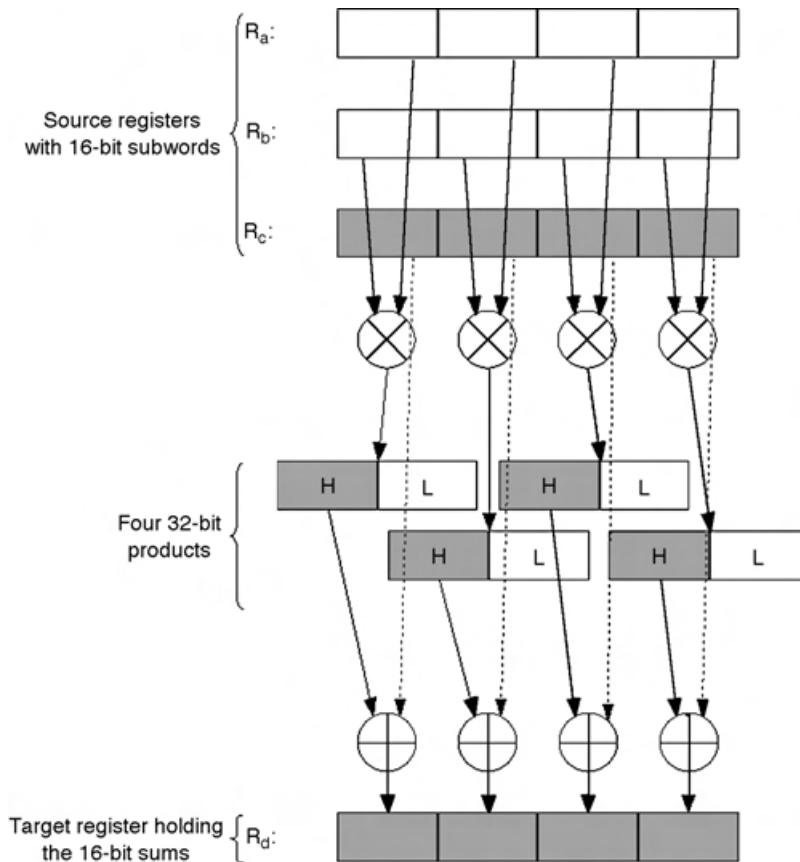 Rₐ:
Source registers
with 16-bit subwords
R_b:
R_c:
H L H L
Four 32-bit
products
H L H L
Target register holding
the 16-bit sums
R_d: